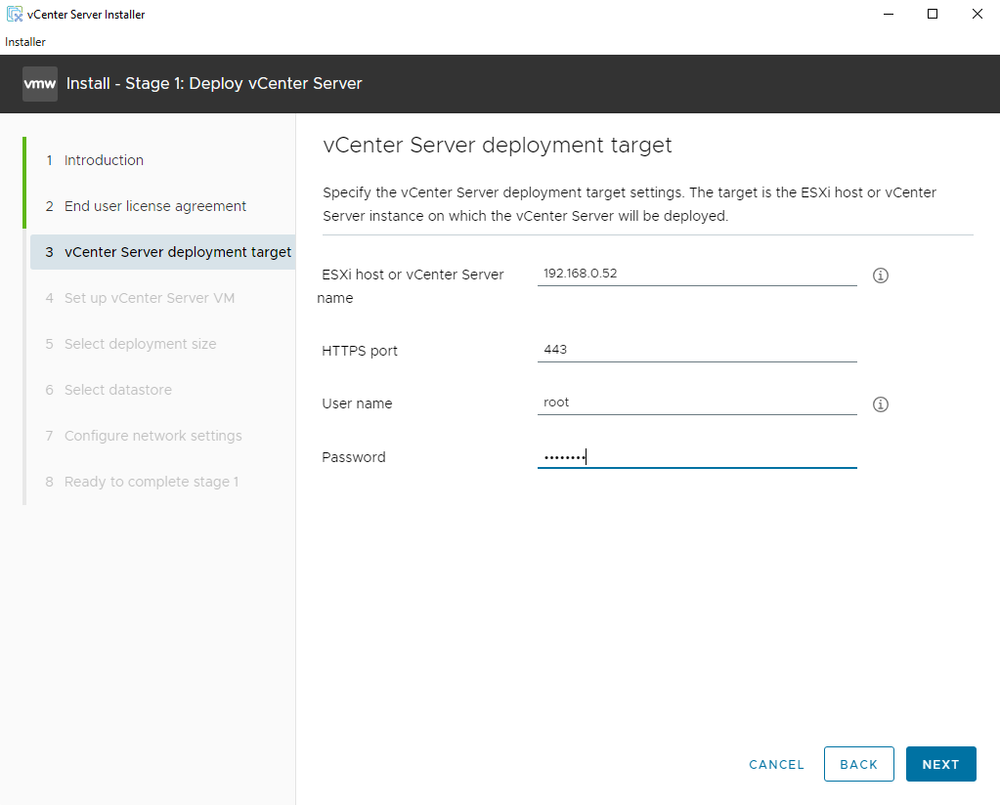 vCenter Server Installer
Installer
vmw Install - Stage 1: Deploy vCenter Server
1 Introduction
2 End user license agreement
3 vCenter Server deployment target
4 Set up vCenter Server VM
5 Select deployment size
6 Select datastore
7 Configure network settings
8 Ready to complete stage 1
vCenter Server deployment target
Specify the vCenter Server deployment target settings. The target is the ESXi host or vCenter
Server instance on which the vCenter Server will be deployed.
ESXi host or vCenter Server
name
192.168.0.52
HTTPS port
443
User name
root
Password
••••••••
CANCEL
BACK
NEXT